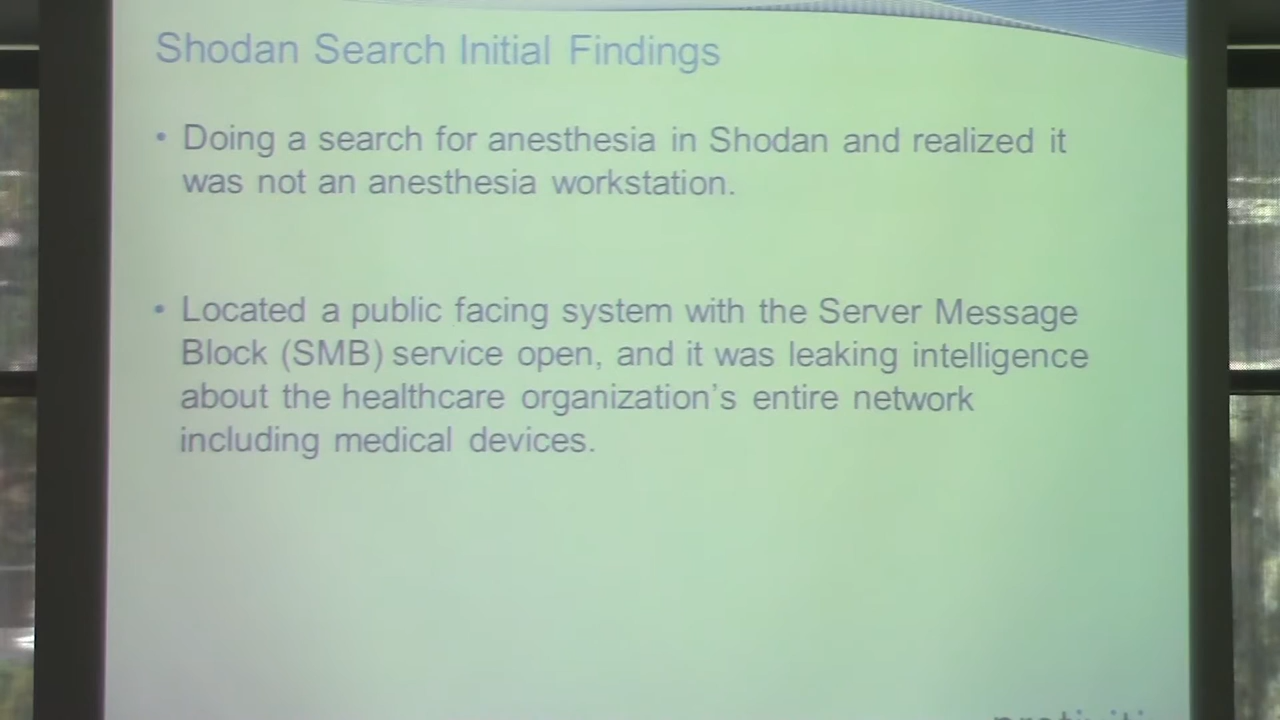 Shodan Search Initial Findings
• Doing a search for anesthesia in Shodan and realized it
was not an anesthesia workstation.
• Located a public facing system with the Server Message
Block (SMB) service open, and it was leaking intelligence
about the healthcare organization's entire network
including medical devices.